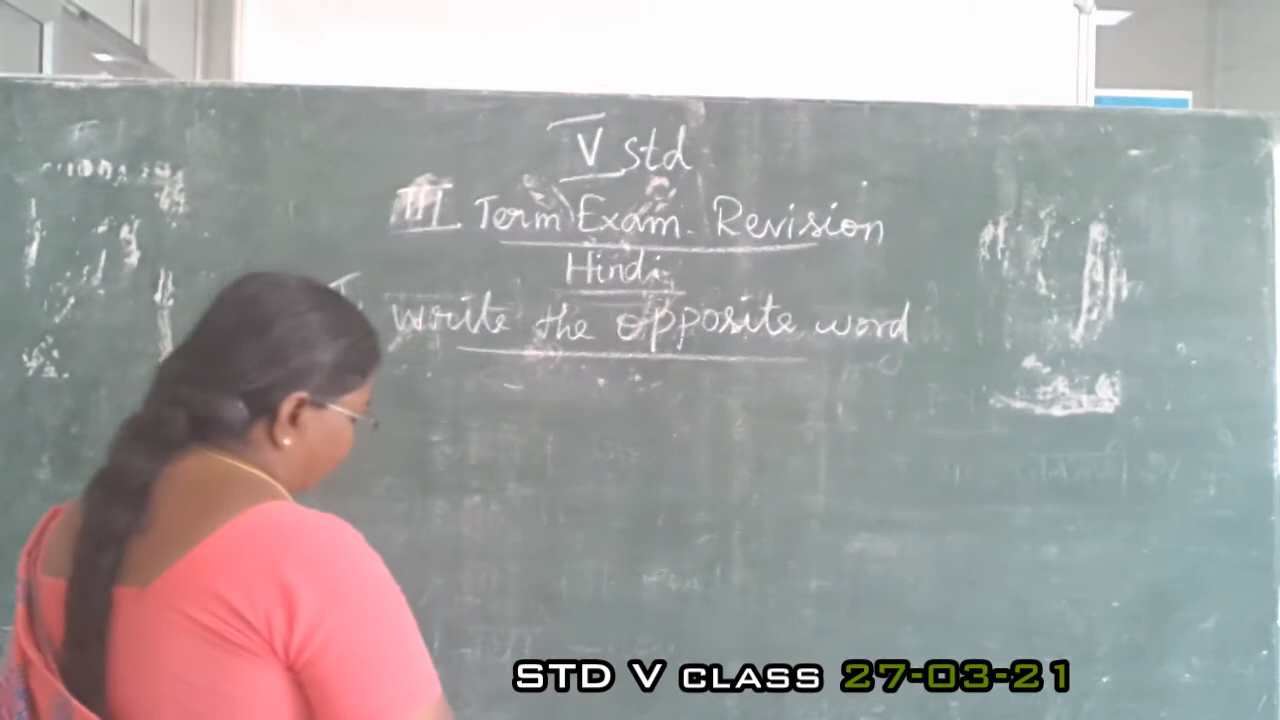 V Std
III Term Exam. Revision
Hindi
I write the opposite word
STD V CLASS 27-03-21